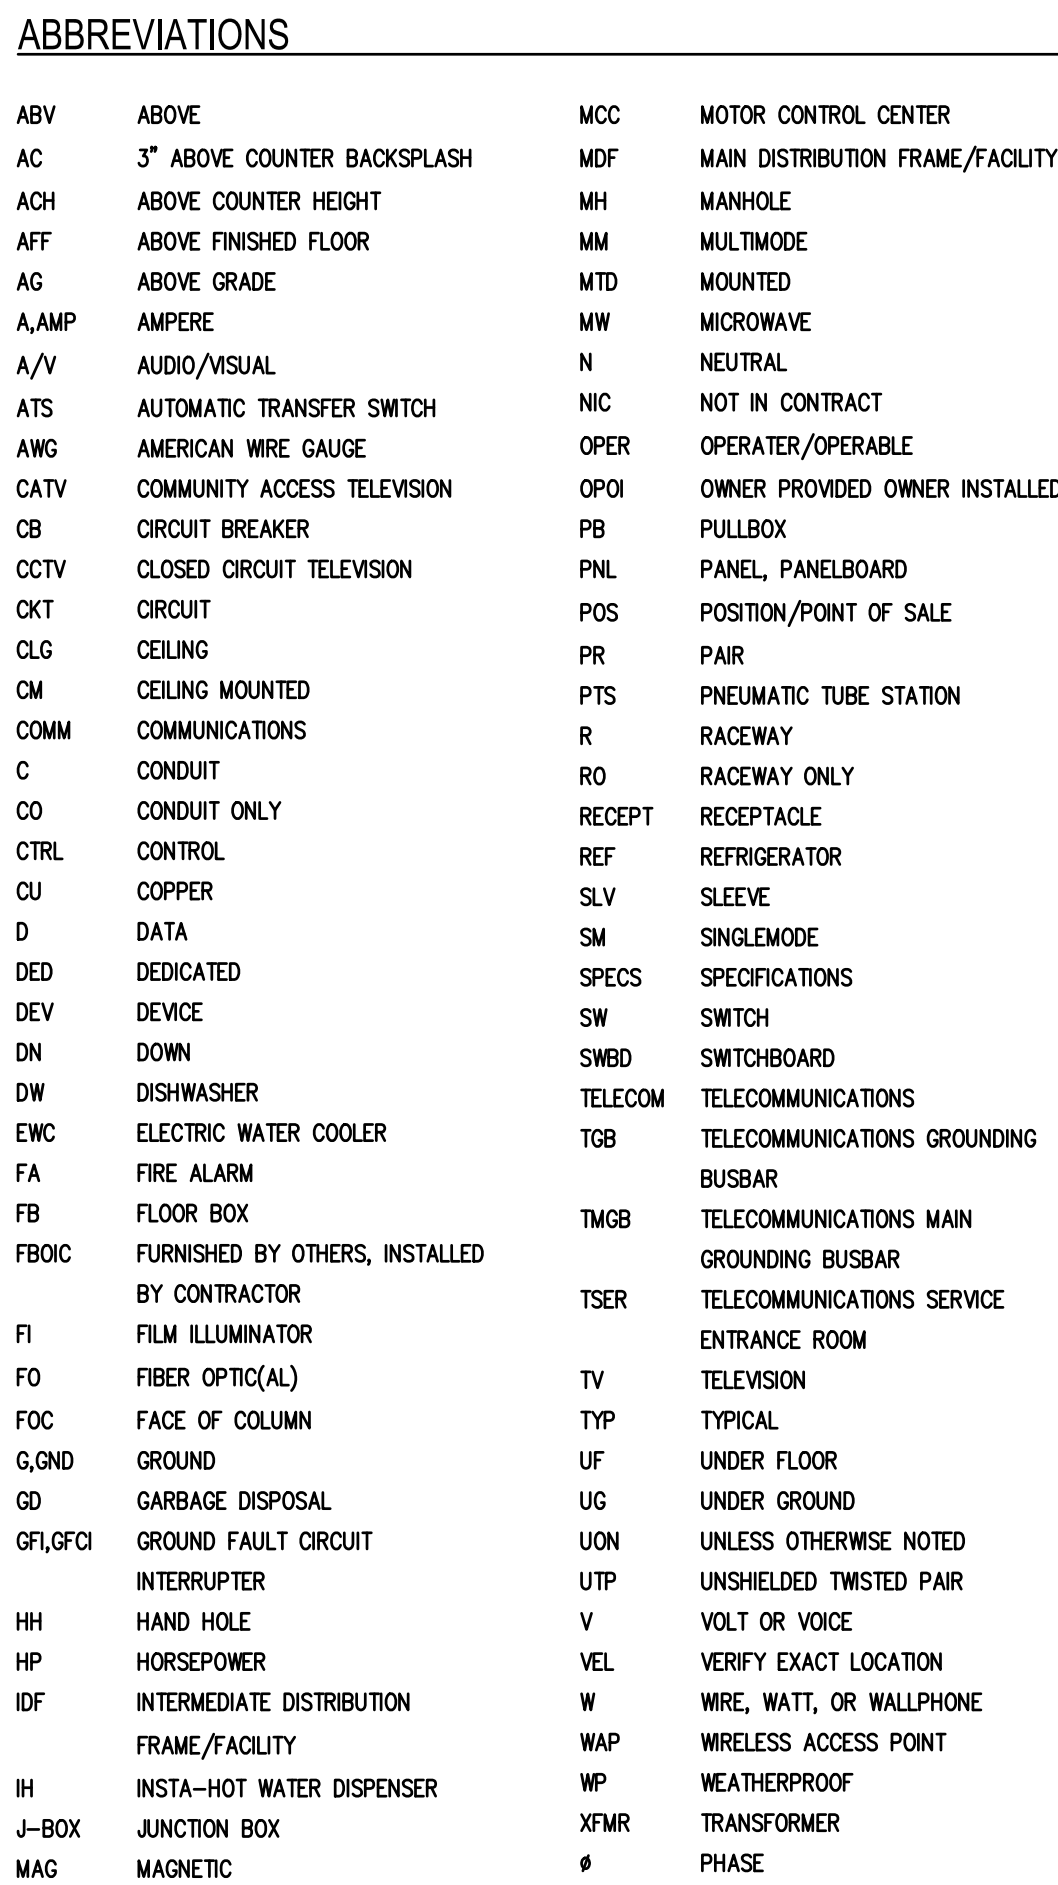 ABBREVIATIONS
ABV ABOVE
AC 3" ABOVE COUNTER BACKSPLASH
ACH ABOVE COUNTER HEIGHT
AFF ABOVE FINISHED FLOOR
AG ABOVE GRADE
A,AMP AMPERE
A/V AUDIO/VISUAL
ATS AUTOMATIC TRANSFER SWITCH
AWG AMERICAN WIRE GAUGE
CATV COMMUNITY ACCESS TELEVISION
CB CIRCUIT BREAKER
CCTV CLOSED CIRCUIT TELEVISION
CKT CIRCUIT
CLG CEILING
CM CEILING MOUNTED
COMM COMMUNICATIONS
C CONDUIT
CO CONDUIT ONLY
CTRL CONTROL
CU COPPER
D DATA
DED DEDICATED
DEV DEVICE
DN DOWN
DW DISHWASHER
EWC ELECTRIC WATER COOLER
FA FIRE ALARM
FB FLOOR BOX
FBOIC FURNISHED BY OTHERS, INSTALLED
BY CONTRACTOR
FI FILM ILLUMINATOR
FO FIBER OPTIC(AL)
FOC FACE OF COLUMN
G,GND GROUND
GD GARBAGE DISPOSAL
GFI,GFCI GROUND FAULT CIRCUIT
INTERRUPTER
HH HAND HOLE
HP HORSEPOWER
IDF INTERMEDIATE DISTRIBUTION
FRAME/FACILITY
IH INSTA-HOT WATER DISPENSER
J-BOX JUNCTION BOX
MAG MAGNETIC
MCC MOTOR CONTROL CENTER
MDF MAIN DISTRIBUTION FRAME/FACILITY
MH MANHOLE
MM MULTIMODE
MTD MOUNTED
MW MICROWAVE
N NEUTRAL
NIC NOT IN CONTRACT
OPER OPERATER/OPERABLE
OPOI OWNER PROVIDED OWNER INSTALLED
PB PULLBOX
PNL PANEL, PANELBOARD
POS POSITION/POINT OF SALE
PR PAIR
PTS PNEUMATIC TUBE STATION
R RACEWAY
RO RACEWAY ONLY
RECEPT RECEPTACLE
REF REFRIGERATOR
SLV SLEEVE
SM SINGLEMODE
SPECS SPECIFICATIONS
SW SWITCH
SWBD SWITCHBOARD
TELECOM TELECOMMUNICATIONS
TGB TELECOMMUNICATIONS GROUNDING
BUSBAR
TMGB TELECOMMUNICATIONS MAIN
GROUNDING BUSBAR
TSER TELECOMMUNICATIONS SERVICE
ENTRANCE ROOM
TV TELEVISION
TYP TYPICAL
UF UNDER FLOOR
UG UNDER GROUND
UON UNLESS OTHERWISE NOTED
UTP UNSHIELDED TWISTED PAIR
V VOLT OR VOICE
VEL VERIFY EXACT LOCATION
W WIRE, WATT, OR WALLPHONE
WAP WIRELESS ACCESS POINT
WP WEATHERPROOF
XFMR TRANSFORMER
ø PHASE